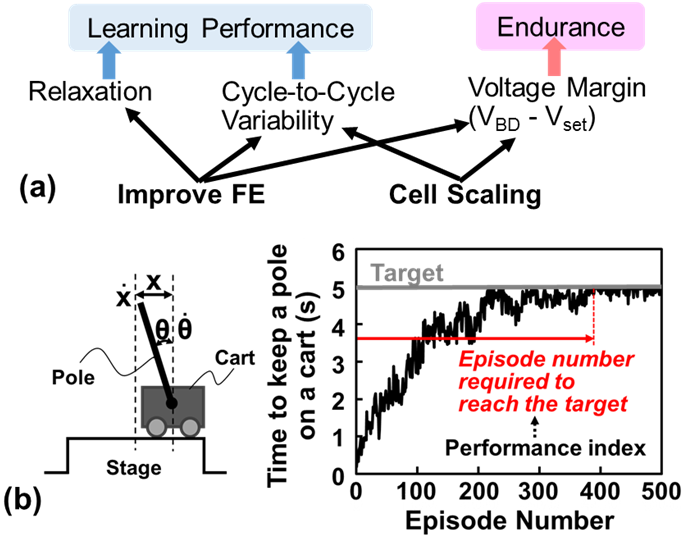 Learning Performance
Endurance
Relaxation
Cycle-to-Cycle
Variability
Voltage Margin
(VBD - Vset)
(a)
Improve FE
Cell Scaling
x
ẋ
θ
θ̇
Pole
Cart
Stage
(b)
Time to keep a pole
on a cart (s)
6
5
4
3
2
1
0
Target
Episode number
required to
reach the target
Performance index
0
100
200
300
400
500
Episode Number